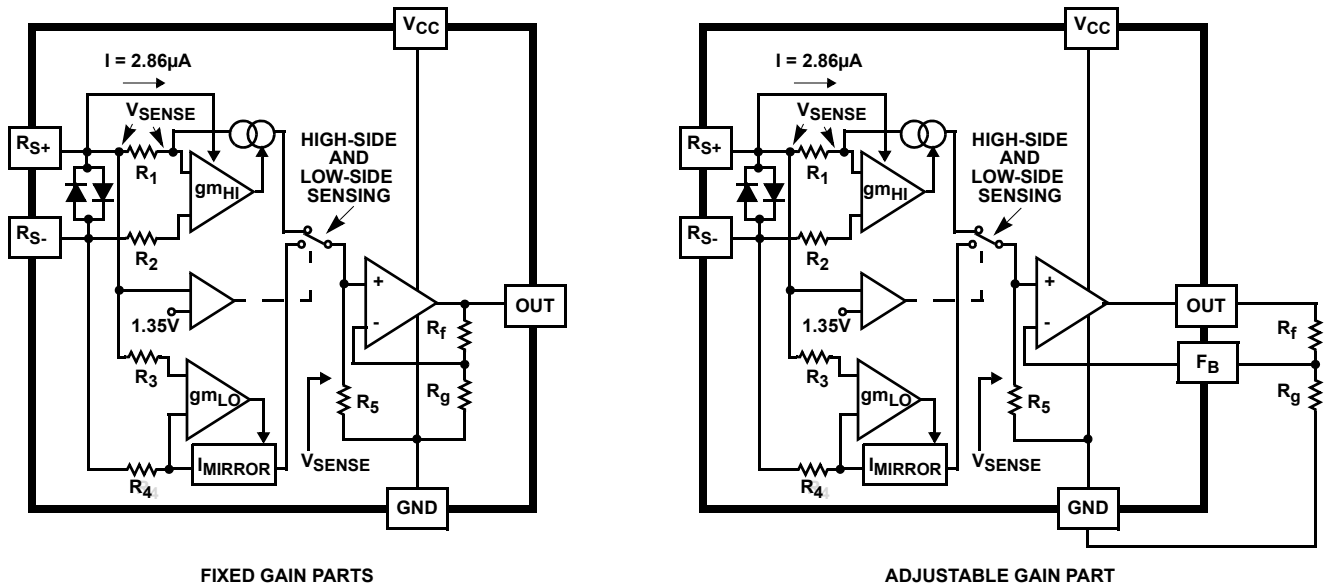 VCC
I = 2.86µA
VSENSE
RS+
R1
gmHI
HIGH-SIDE
AND
LOW-SIDE
SENSING
RS-
R2
+
-
1.35V
OUT
Rf
R3
gmLO
R5
Rg
IMIRROR
VSENSE
R4
GND
FIXED GAIN PARTS
VCC
I = 2.86µA
VSENSE
RS+
R1
gmHI
HIGH-SIDE
AND
LOW-SIDE
SENSING
RS-
R2
+
-
1.35V
OUT
Rf
FB
R3
gmLO
R5
Rg
IMIRROR
VSENSE
R4
GND
ADJUSTABLE GAIN PART